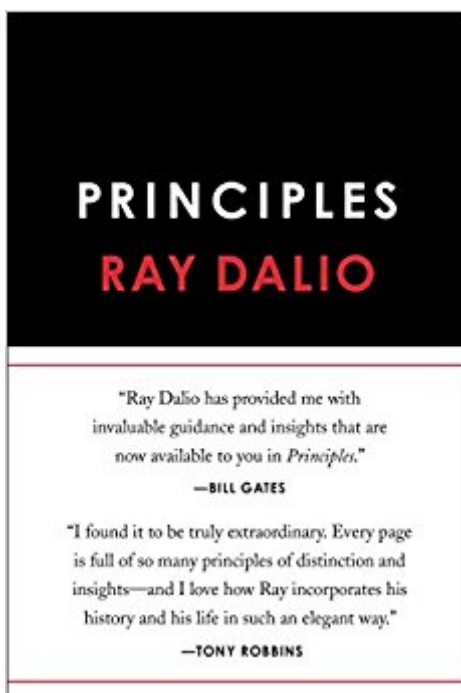 PRINCIPLES
RAY DALIO
“Ray Dalio has provided me with
invaluable guidance and insights that are
now available to you in Principles.”
—BILL GATES
“I found it to be truly extraordinary. Every page
is full of so many principles of distinction and
insights—and I love how Ray incorporates his
history and his life in such an elegant way.”
—TONY ROBBINS